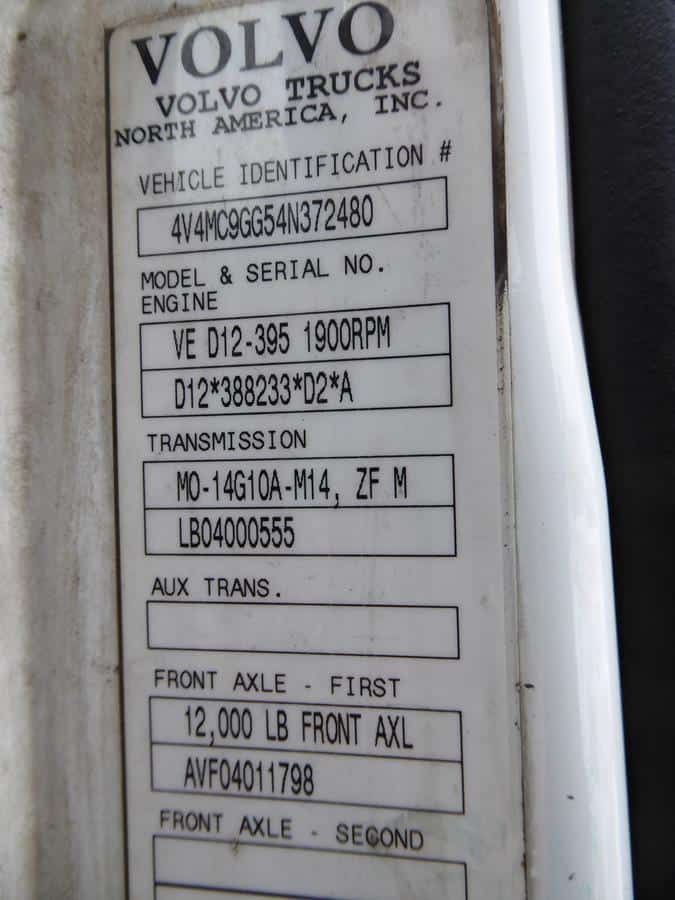 VOLVO
VOLVO TRUCKS
NORTH AMERICA, INC.
VEHICLE IDENTIFICATION #
4V4MC9GG54N372480
MODEL & SERIAL NO.
ENGINE
VE D12-395 1900RPM
D12*388233*D2*A
TRANSMISSION
MO-14G10A-M14, ZF M
LB04000555
AUX TRANS.
FRONT AXLE - FIRST
12,000 LB FRONT AXL
AVF04011798
FRONT AXLE - SECOND